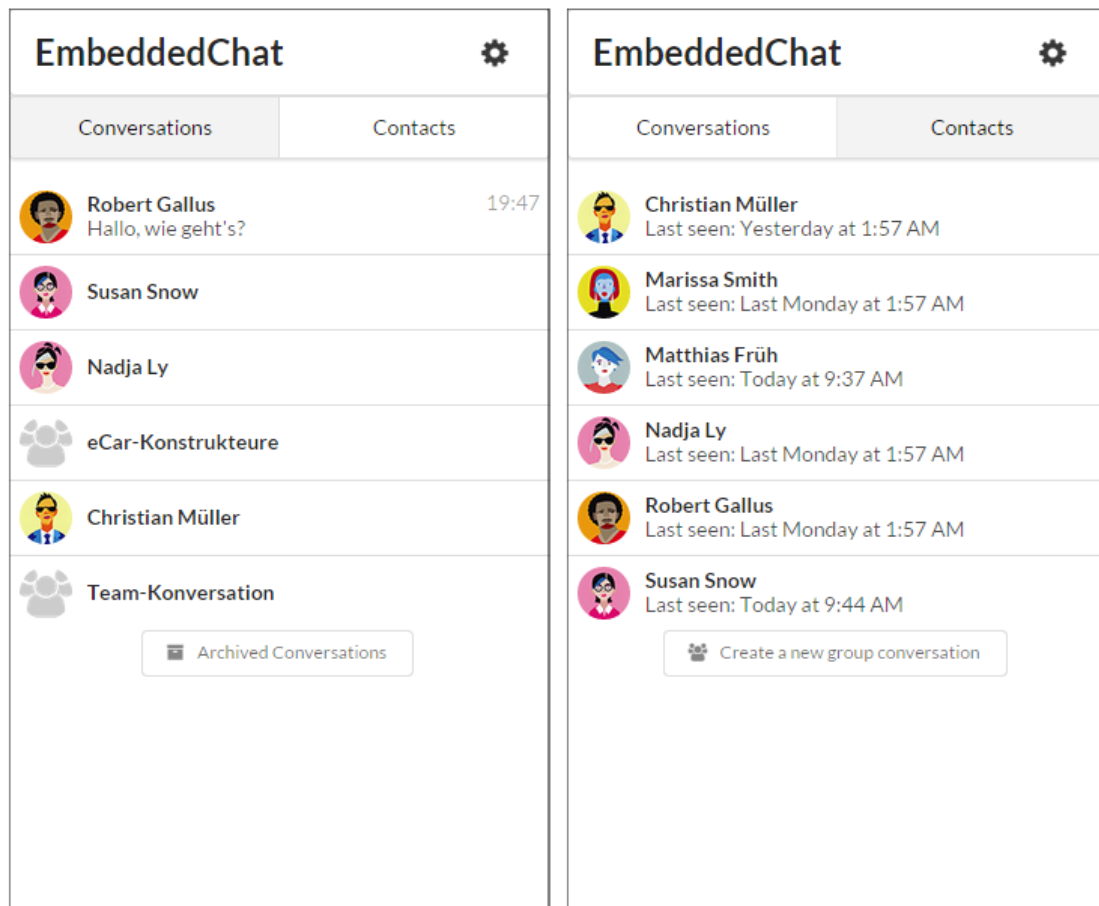 EmbeddedChat
Conversations
Contacts
Robert Gallus
19:47
Hallo, wie geht's?
Susan Snow
Nadja Ly
eCar-Konstrukteure
Christian Müller
Team-Konversation
Archived Conversations
EmbeddedChat
Conversations
Contacts
Christian Müller
Last seen: Yesterday at 1:57 AM
Marissa Smith
Last seen: Last Monday at 1:57 AM
Matthias Früh
Last seen: Today at 9:37 AM
Nadja Ly
Last seen: Last Monday at 1:57 AM
Robert Gallus
Last seen: Last Monday at 1:57 AM
Susan Snow
Last seen: Today at 9:44 AM
Create a new group conversation